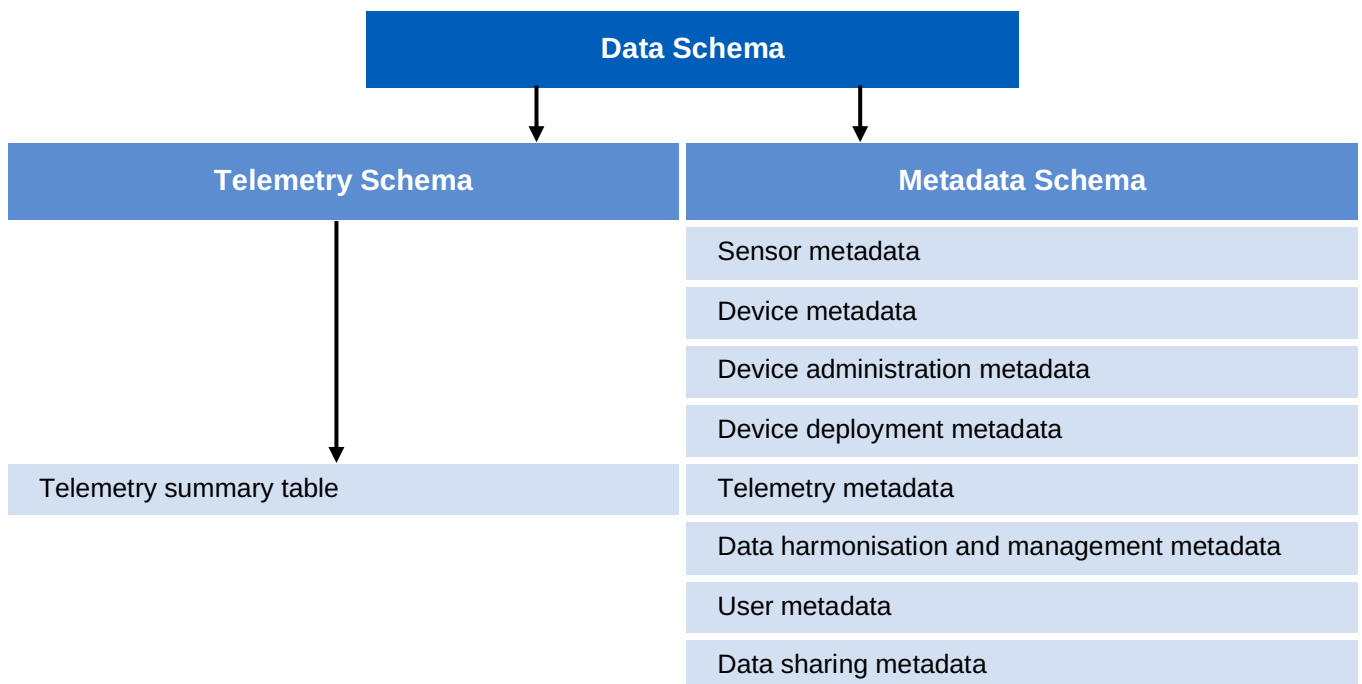 Data Schema
Telemetry Schema
Metadata Schema
Sensor metadata
Device metadata
Device administration metadata
Device deployment metadata
Telemetry summary table
Telemetry metadata
Data harmonisation and management metadata
User metadata
Data sharing metadata